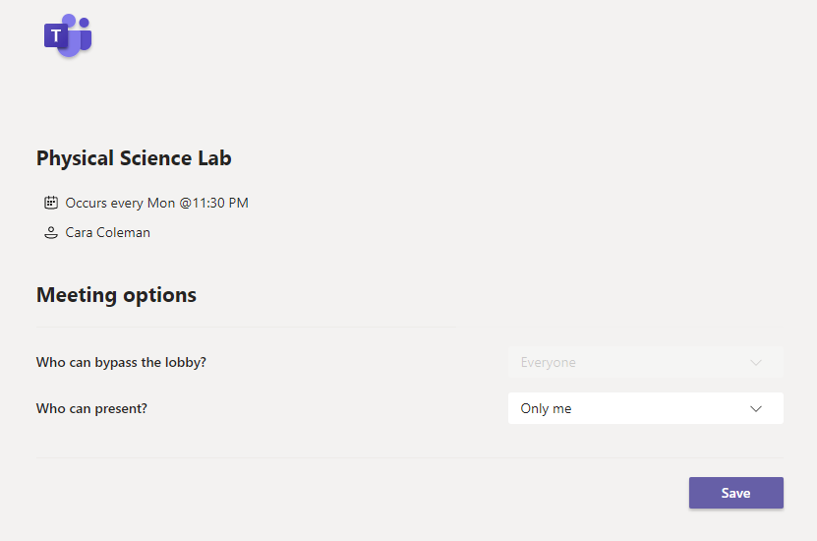 T
Physical Science Lab
Occurs every Mon @11:30 PM
Cara Coleman
Meeting options
Who can bypass the lobby? Everyone
Who can present? Only me
Save